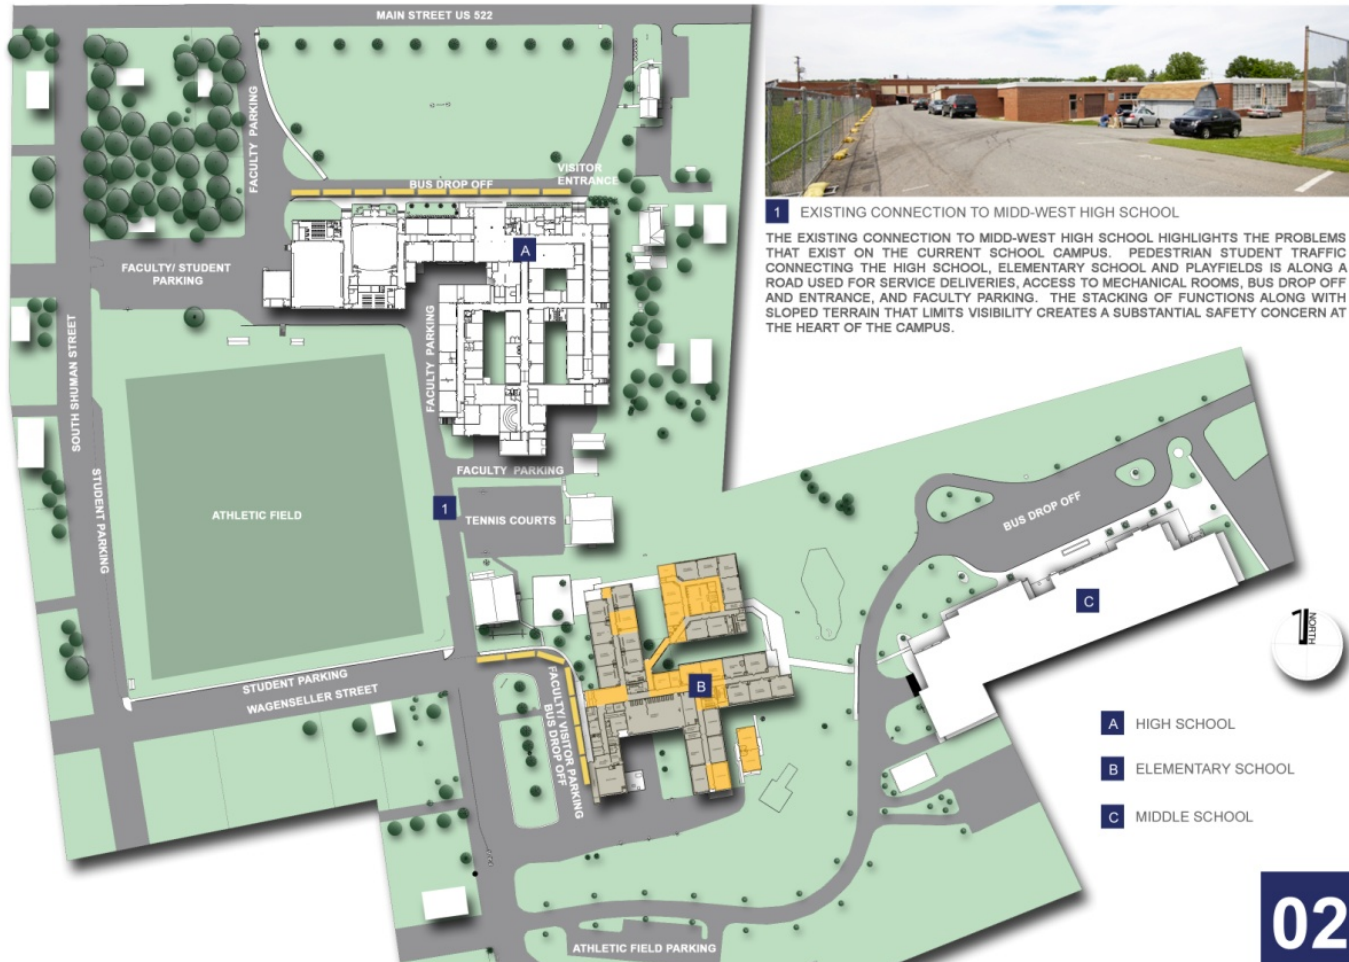 MAIN STREET US 522
FACULTY PARKING
BUS DROP OFF
VISITOR
ENTRANCE
A
FACULTY/ STUDENT
PARKING
SOUTH SHUMAN STREET
STUDENT PARKING
FACULTY PARKING
FACULTY PARKING
1
TENNIS COURTS
ATHLETIC FIELD
STUDENT PARKING
WAGENSELLER STREET
FACULTY/ VISITOR PARKING
BUS DROP OFF
B
ATHLETIC FIELD PARKING
BUS DROP OFF
C
1 EXISTING CONNECTION TO MIDD-WEST HIGH SCHOOL
THE EXISTING CONNECTION TO MIDD-WEST HIGH SCHOOL HIGHLIGHTS THE PROBLEMS
THAT EXIST ON THE CURRENT SCHOOL CAMPUS. PEDESTRIAN STUDENT TRAFFIC
CONNECTING THE HIGH SCHOOL, ELEMENTARY SCHOOL AND PLAYFIELDS IS ALONG A
ROAD USED FOR SERVICE DELIVERIES, ACCESS TO MECHANICAL ROOMS, BUS DROP OFF
AND ENTRANCE, AND FACULTY PARKING. THE STACKING OF FUNCTIONS ALONG WITH
SLOPED TERRAIN THAT LIMITS VISIBILITY CREATES A SUBSTANTIAL SAFETY CONCERN AT
THE HEART OF THE CAMPUS.
NORTH
A HIGH SCHOOL
B ELEMENTARY SCHOOL
C MIDDLE SCHOOL
02